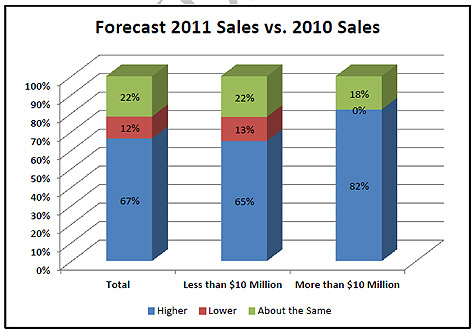 Forecast 2011 Sales vs. 2010 Sales
100%
90%
80%
70%
60%
50%
40%
30%
20%
10%
0%
22%
12%
67%
22%
13%
65%
18%
0%
82%
Total
Less than $10 Million
More than $10 Million
Higher
Lower
About the Same